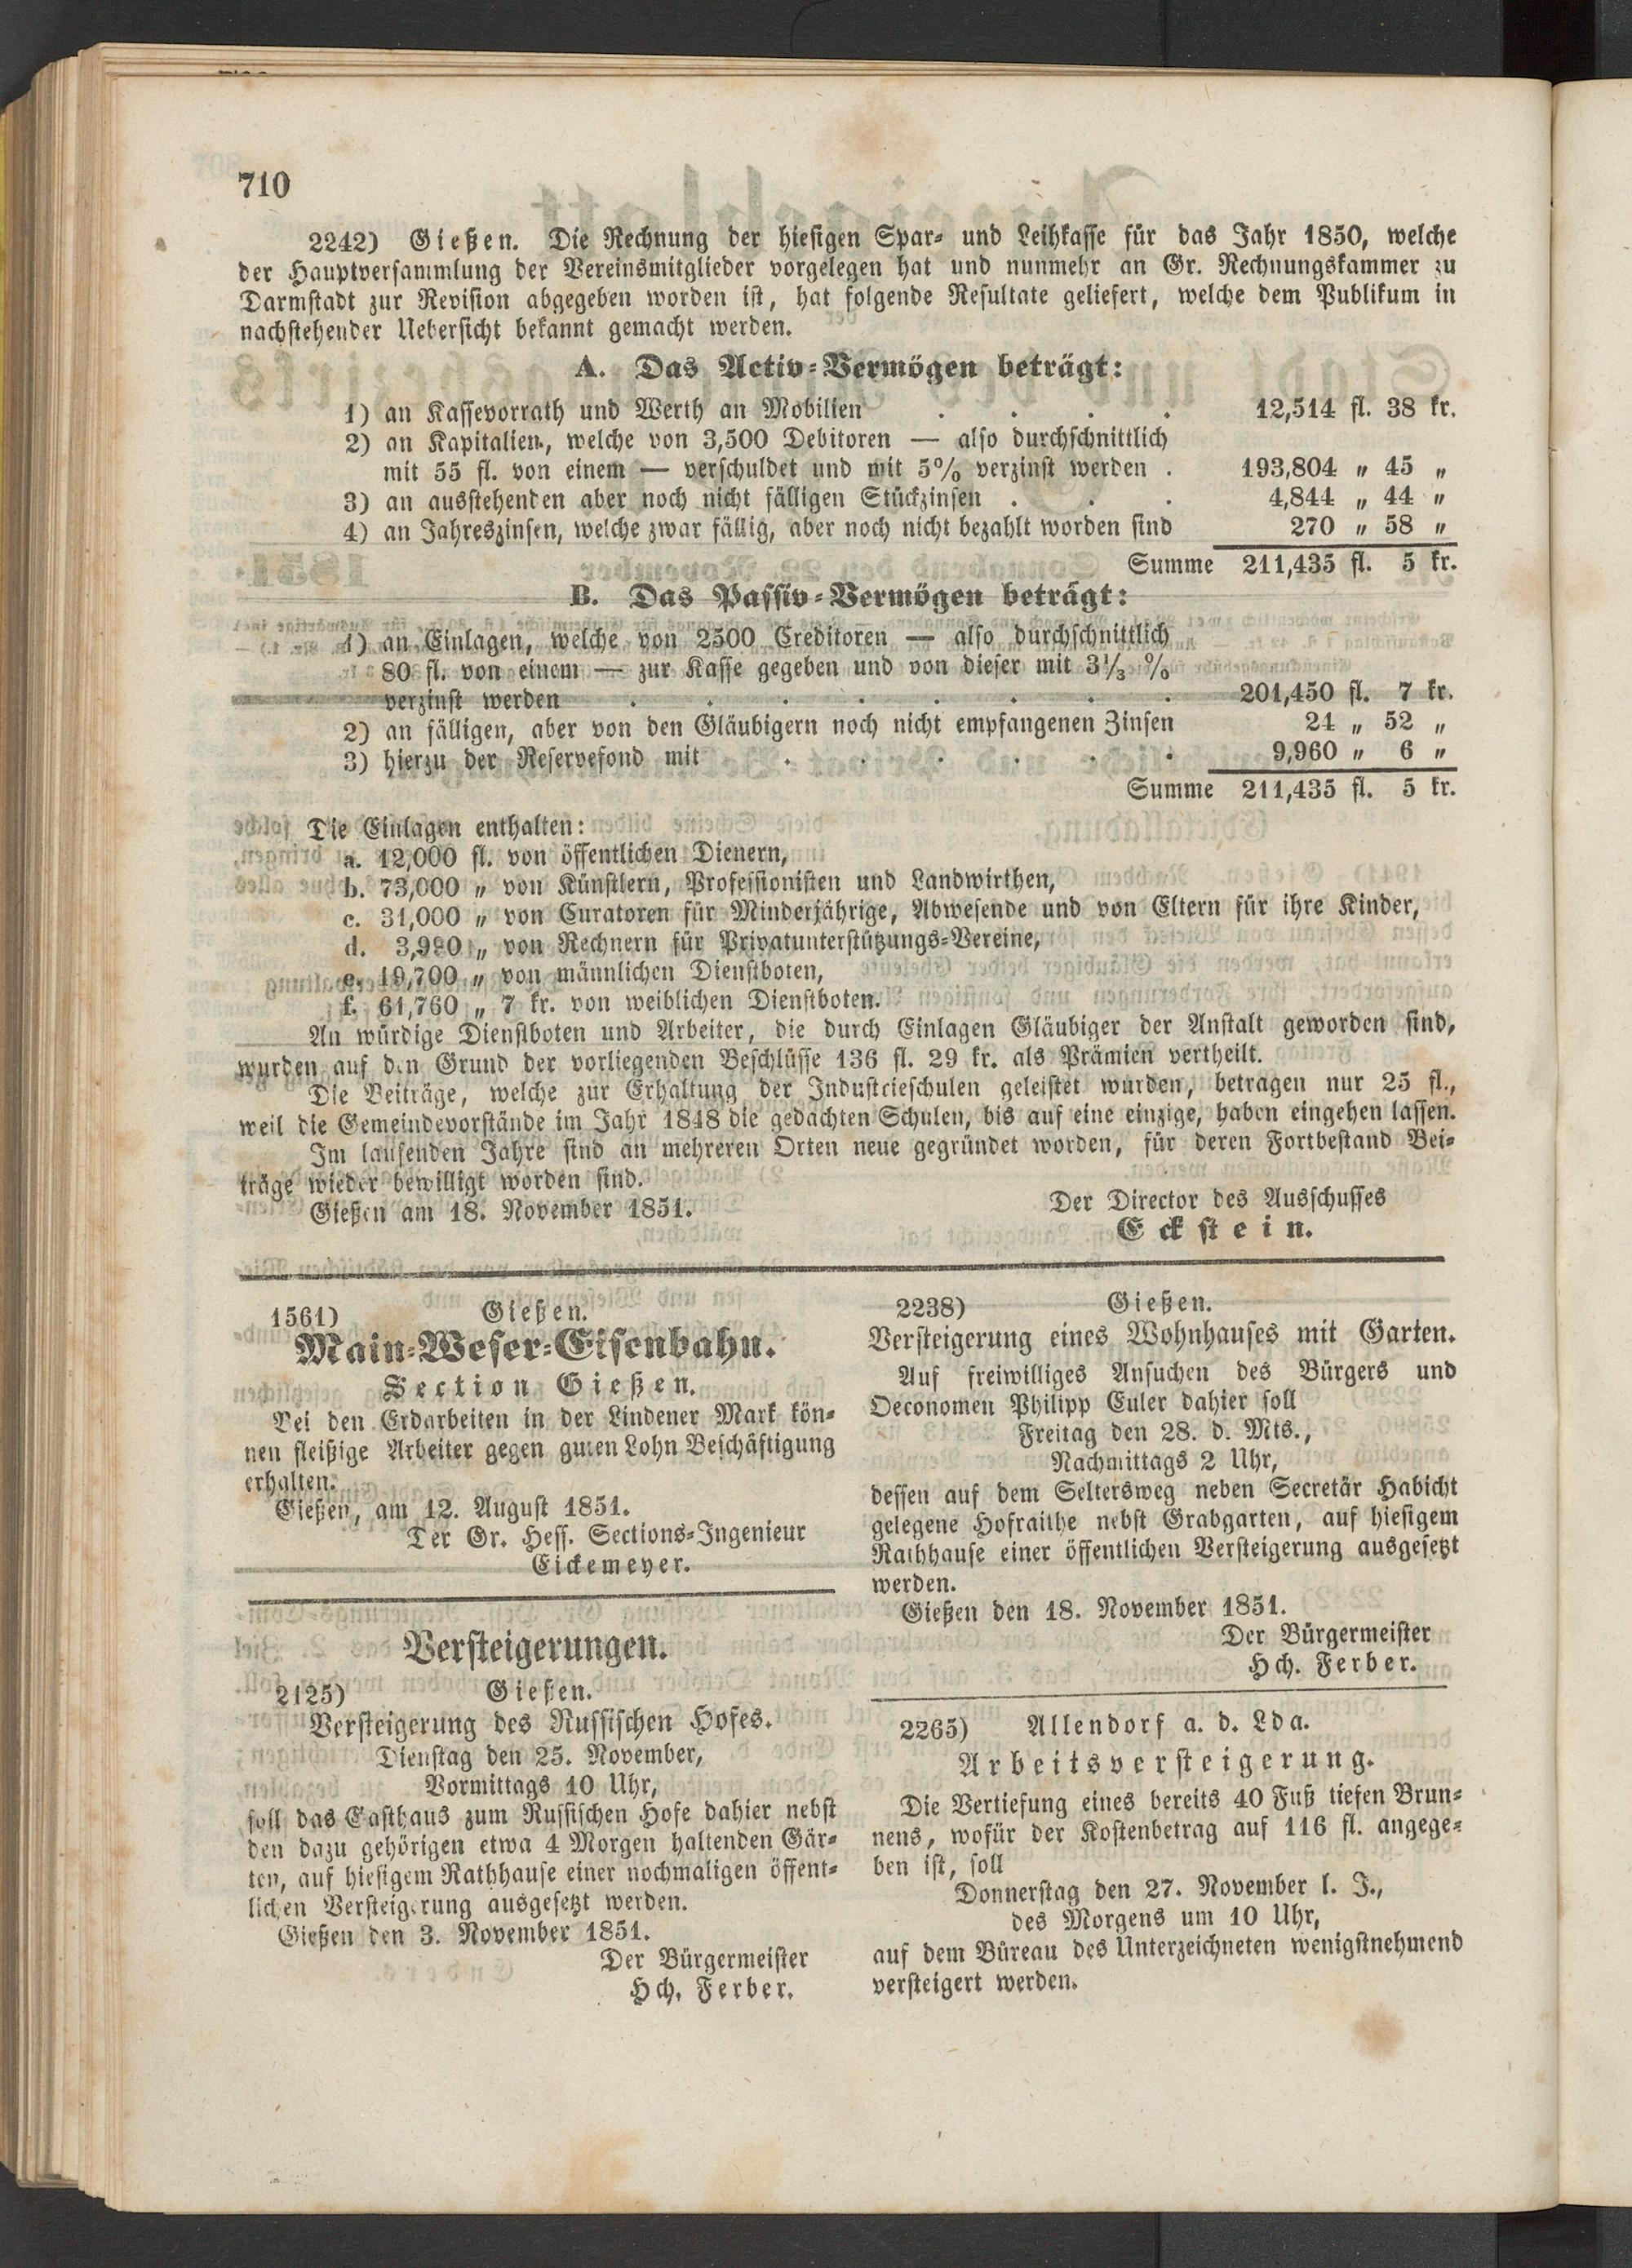 710
2242) Gießen. Die Rechnung der hiesigen Spar- und Leihkasse für das Jahr 1850, welche
der Hauptversammlung der Vereinsmitglieder vorgelegen hat und nunmehr an Gr. Rechnungskammer zu
Darmstadt zur Revision abgegeben worden ist, hat folgende Resultate geliefert, welche dem Publikum in
nachstehender Uebersicht bekannt gemacht werden.
A. Das Activ-Vermögen beträgt:
1) an Kassevorrath und Werth an Mobilien . . . . 12,514 fl. 38 kr.
2) an Kapitalien, welche von 3,500 Debitoren — also durchschnittlich
mit 55 fl. von einem — verschuldet und mit 5% verzinst werden . 193,804 „ 45 „
3) an ausstehenden aber noch nicht fälligen Stückzinsen . . . 4,844 „ 44 „
4) an Jahreszinsen, welche zwar fällig, aber noch nicht bezahlt worden sind 270 „ 58 „
Summe 211,435 fl. 5 kr.
B. Das Passiv-Vermögen beträgt:
1) an Einlagen, welche von 2500 Creditoren — also durchschnittlich
80 fl. von einem — zur Kasse gegeben und von dieser mit 3⅓ %
verzinst werden . . . . . . . . 201,450 fl. 7 kr.
2) an fälligen, aber von den Gläubigern noch nicht empfangenen Zinsen 24 „ 52 „
3) hierzu der Reservefond mit . . . . . . 9,960 „ 6 „
Summe 211,435 fl. 5 kr.
Die Einlagen enthalten:
a. 12,000 fl. von öffentlichen Dienern,
b. 73,000 „ von Künstlern, Professionisten und Landwirthen,
c. 31,000 „ von Curatoren für Minderjährige, Abwesende und von Eltern für ihre Kinder,
d. 3,990 „ von Rechnern für Privatunterstützungs-Vereine,
e. 19,700 „ von männlichen Dienstboten,
f. 61,760 „ 7 kr. von weiblichen Dienstboten.
An würdige Dienstboten und Arbeiter, die durch Einlagen Gläubiger der Anstalt geworden sind,
wurden auf den Grund der vorliegenden Beschlüsse 136 fl. 29 kr. als Prämien vertheilt.
Die Beiträge, welche zur Erhaltung der Industrieschulen geleistet wurden, betragen nur 25 fl.,
weil die Gemeindevorstände im Jahr 1848 die gedachten Schulen, bis auf eine einzige, haben eingehen lassen.
Im laufenden Jahre sind an mehreren Orten neue gegründet worden, für deren Fortbestand Bei-
träge wieder bewilligt worden sind.
Gießen am 18. November 1851.
Der Director des Ausschusses
Eckstein.
1561) Gießen.
Main-Weser-Eisenbahn.
Section Gießen.
Bei den Erdarbeiten in der Lindener Mark kön-
nen fleißige Arbeiter gegen guten Lohn Beschäftigung
erhalten.
Gießen, am 12. August 1851.
Der Gr. Hess. Sections-Ingenieur
Eickemeyer.
Versteigerungen.
2125) Gießen.
Versteigerung des Russischen Hofes.
Dienstag den 25. November,
Vormittags 10 Uhr,
soll das Gasthaus zum Russischen Hofe dahier nebst
den dazu gehörigen etwa 4 Morgen haltenden Gär-
ten, auf hiesigem Rathhause einer nochmaligen öffent-
lichen Versteigerung ausgesetzt werden.
Gießen den 3. November 1851.
Der Bürgermeister
Hch. Ferber.
2238) Gießen.
Versteigerung eines Wohnhauses mit Garten.
Auf freiwilliges Ansuchen des Bürgers und
Oeconomen Philipp Euler dahier soll
Freitag den 28. d. Mts.,
Nachmittags 2 Uhr,
dessen auf dem Seltersweg neben Secretär Habicht
gelegene Hofraithe nebst Grabgarten, auf hiesigem
Rathhause einer öffentlichen Versteigerung ausgesetzt
werden.
Gießen den 18. November 1851.
Der Bürgermeister
Hch. Ferber.
2265) Allendorf a. d. Lda.
Arbeitsversteigerung.
Die Vertiefung eines bereits 40 Fuß tiefen Brun-
nens, wofür der Kostenbetrag auf 116 fl. angege-
ben ist, soll
Donnerstag den 27. November l. J.,
des Morgens um 10 Uhr,
auf dem Büreau des Unterzeichneten wenigstnehmend
versteigert werden.